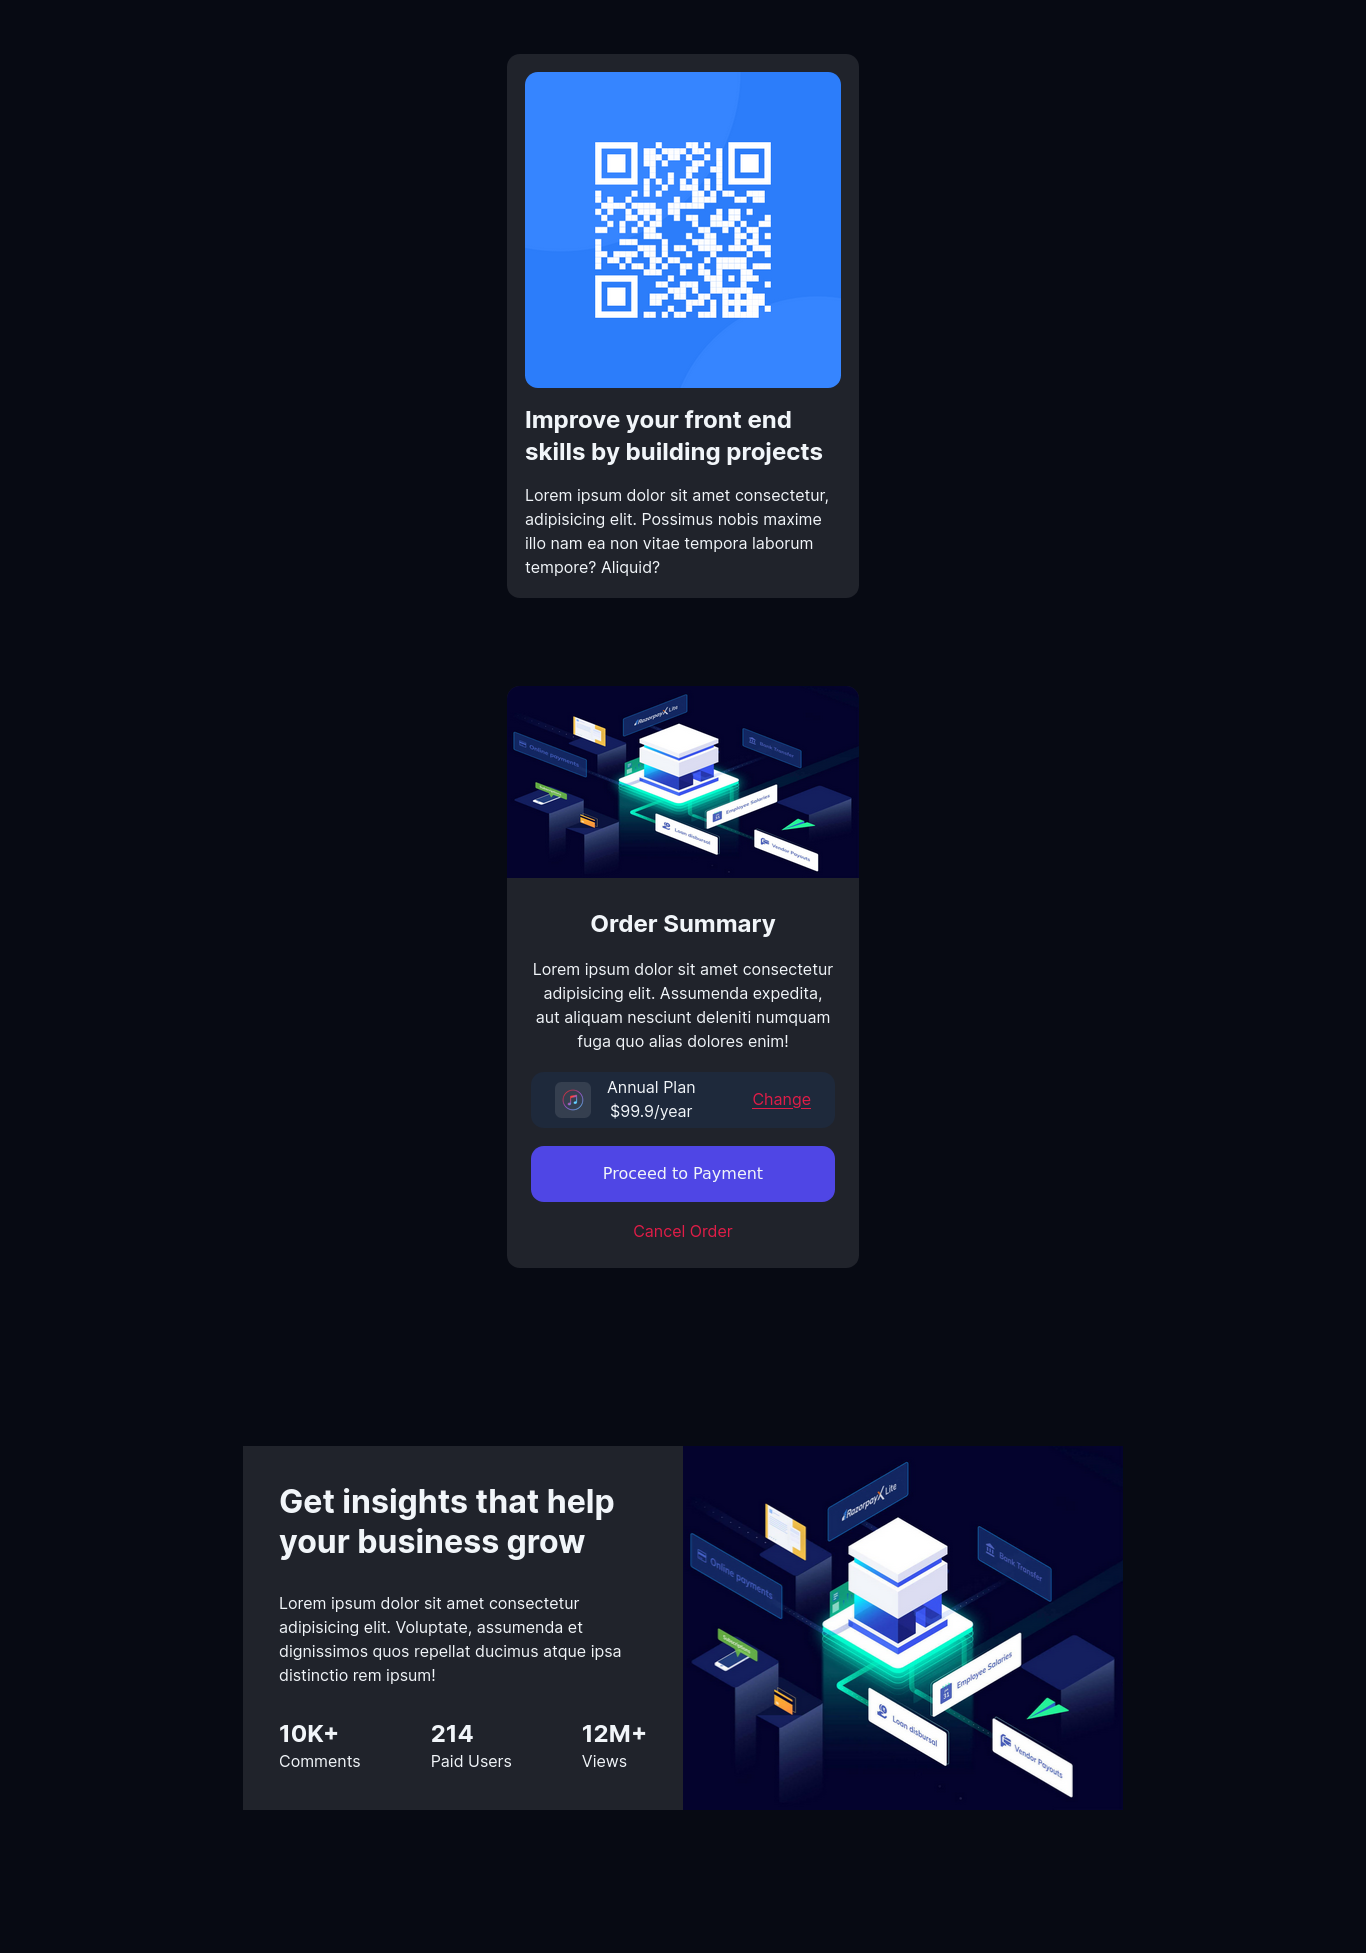 Improve your front end
skills by building projects
Lorem ipsum dolor sit amet consectetur,
adipisicing elit. Possimus nobis maxime
illo nam ea non vitae tempora laborum
tempore? Aliquid?
RazorpayX Lite
Online payments
Bank Transfer
Employee Salaries
Loan disbursal
Vendor Payouts
Order Summary
Lorem ipsum dolor sit amet consectetur
adipisicing elit. Assumenda expedita,
aut aliquam nesciunt deleniti numquam
fuga quo alias dolores enim!
Annual Plan
$99.9/year
Change
Proceed to Payment
Cancel Order
Get insights that help
your business grow
Lorem ipsum dolor sit amet consectetur
adipisicing elit. Voluptate, assumenda et
dignissimos quos repellat ducimus atque ipsa
distinctio rem ipsum!
10K+
Comments
214
Paid Users
12M+
Views
RazorpayX Lite
Online payments
Bank Transfer
Subscriptions
Employee Salaries
31
Loan disbursal
Vendor Payouts